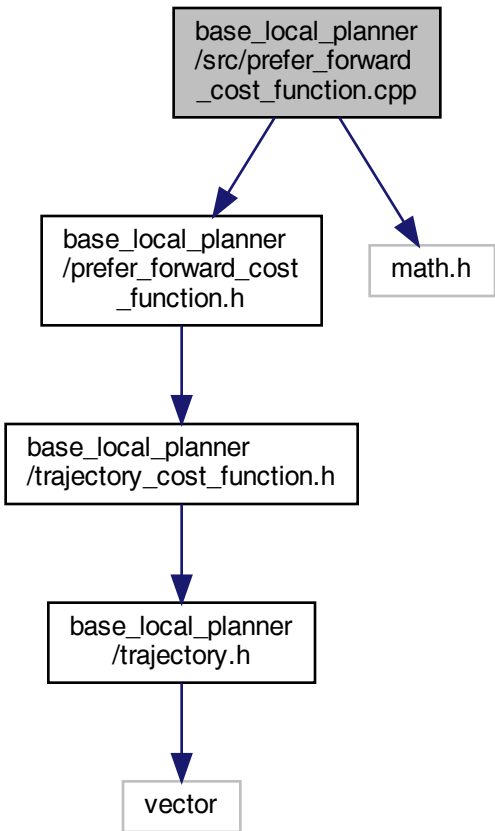 base_local_planner
/src/prefer_forward
_cost_function.cpp
base_local_planner
/prefer_forward_cost
_function.h
math.h
base_local_planner
/trajectory_cost_function.h
base_local_planner
/trajectory.h
vector